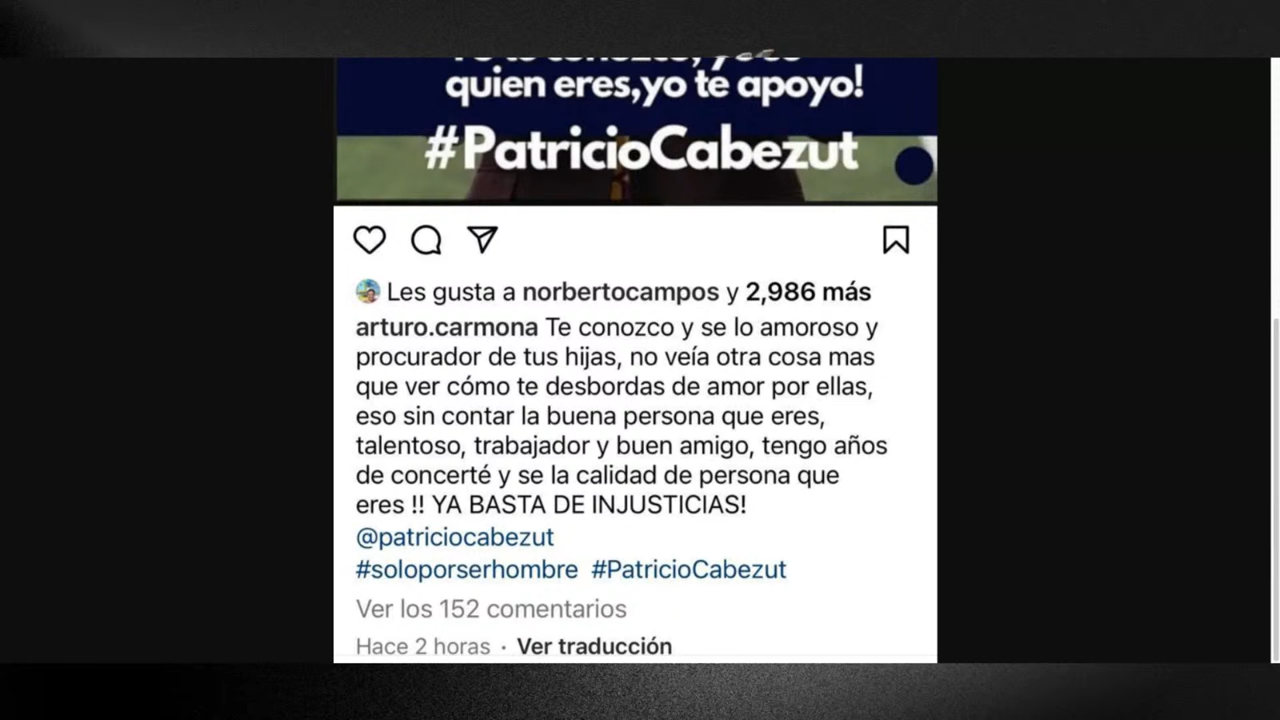 quien eres,yo te apoyo!
#PatricioCabezut
Les gusta a norbertocampos y 2,986 más
arturo.carmona Te conozco y se lo amoroso y
procurador de tus hijas, no veía otra cosa mas
que ver cómo te desbordas de amor por ellas,
eso sin contar la buena persona que eres,
talentoso, trabajador y buen amigo, tengo años
de concerté y se la calidad de persona que
eres !! YA BASTA DE INJUSTICIAS!
@patriciocabezut
#soloporserhombre #PatricioCabezut
Ver los 152 comentarios
Hace 2 horas · Ver traducción